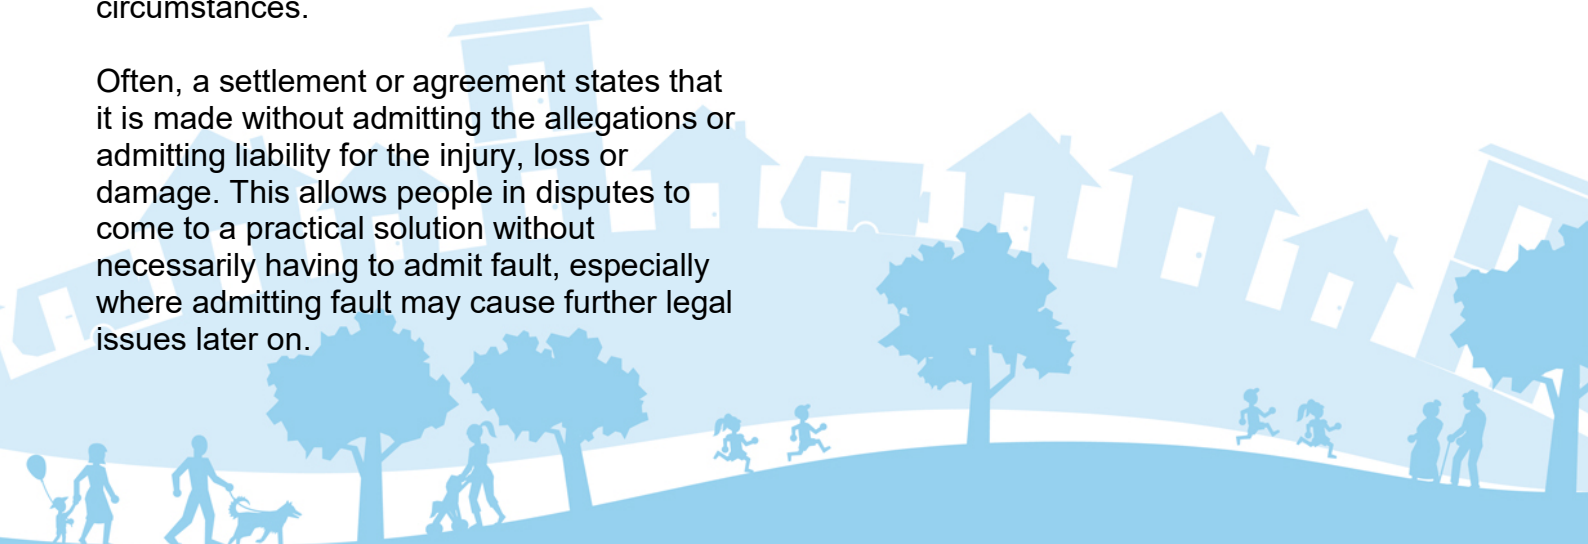 circumstances.
Often, a settlement or agreement states that
it is made without admitting the allegations or
admitting liability for the injury, loss or
damage. This allows people in disputes to
come to a practical solution without
necessarily having to admit fault, especially
where admitting fault may cause further legal
issues later on.